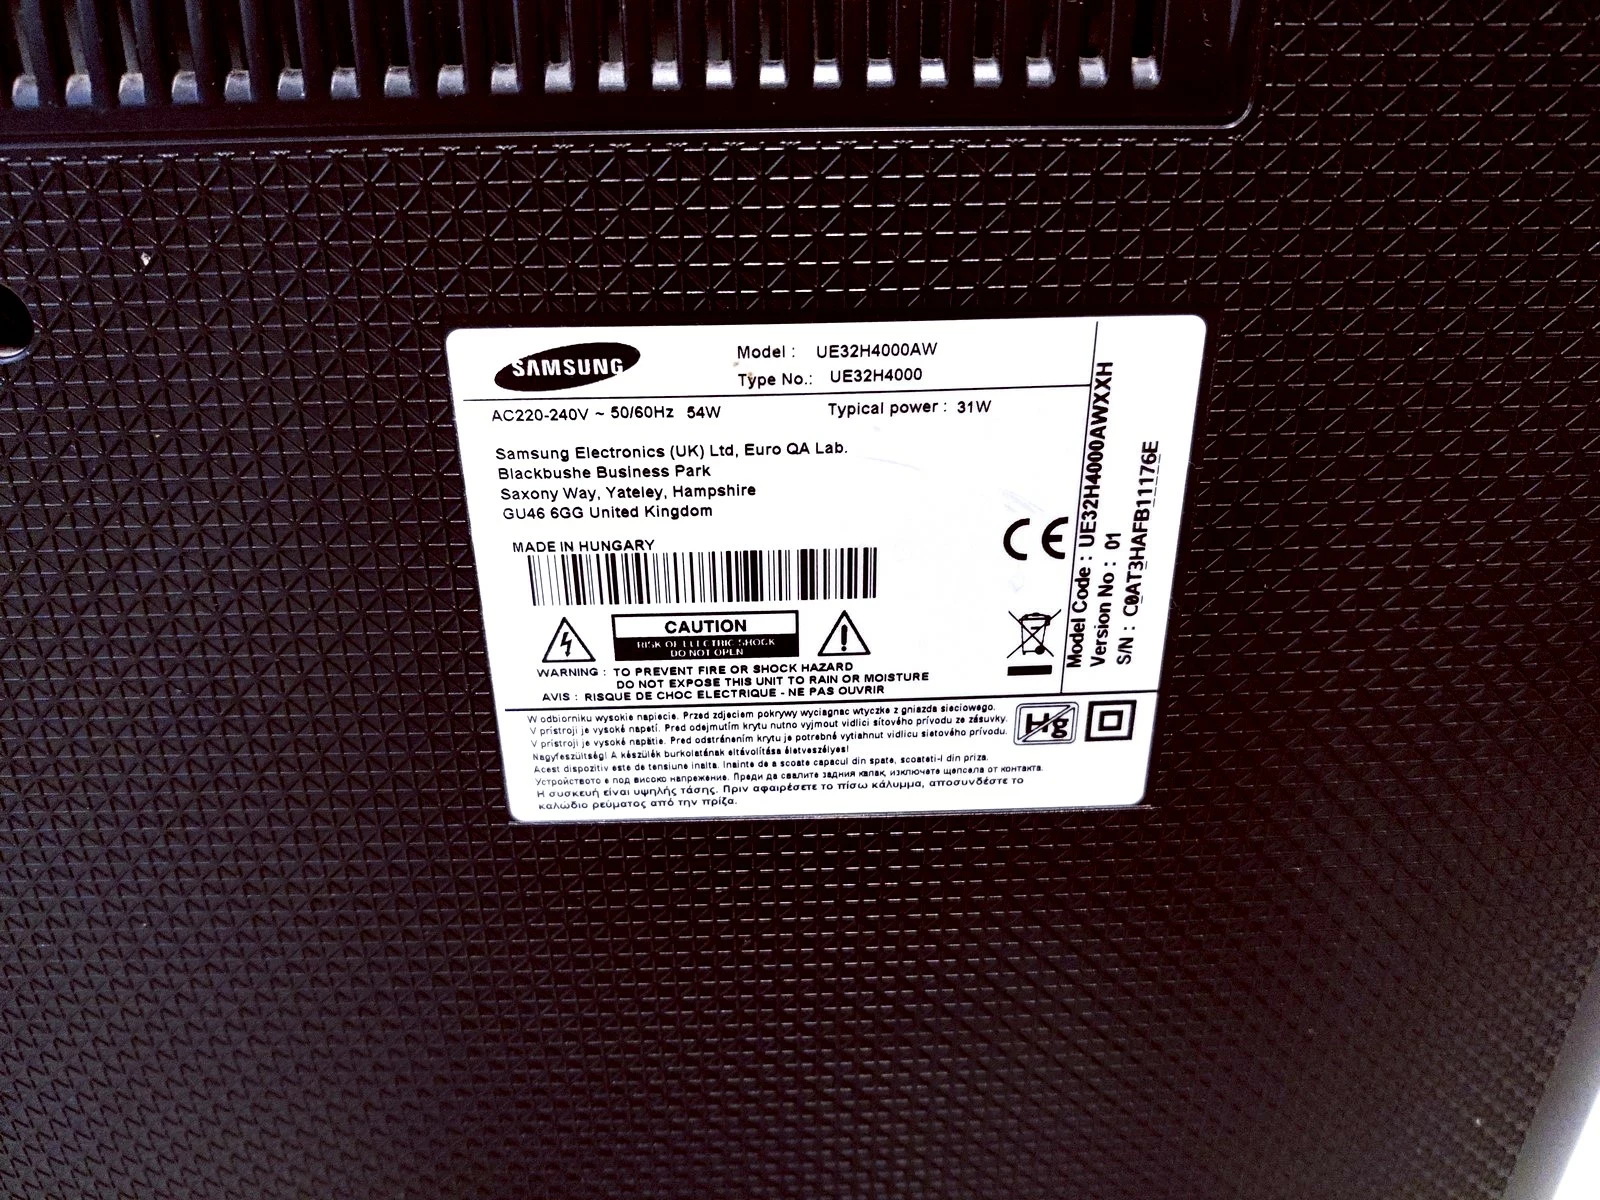 SAMSUNG
Model : UE32H4000AW
Type No.: UE32H4000
AC220-240V ~ 50/60Hz 54W
Typical power : 31W
Samsung Electronics (UK) Ltd, Euro QA Lab.
Blackbushe Business Park
Saxony Way, Yateley, Hampshire
GU46 6GG United Kingdom
MADE IN HUNGARY
CAUTION
RISK OF ELECTRIC SHOCK
DO NOT OPEN
WARNING : TO PREVENT FIRE OR SHOCK HAZARD
DO NOT EXPOSE THIS UNIT TO RAIN OR MOISTURE
AVIS : RISQUE DE CHOC ELECTRIQUE - NE PAS OUVRIR
CE
Model Code : UE32H4000AWXXH
Version No : 01
S/N : C0AT3HAFB11176E
W odbiorniku wysokie napiecie. Przed zdjeciem pokrywy wyciagnac wtyczke z gniazda sieciowego.
V pristroji je vysoké napetí. Pred odejmutím krytu nutno vyjmout vidlici sítového prívodu ze zásuvky.
V prístroji je vysoké napätie. Pred odstránením krytu je potrebné vytiahnut vidlicu sietového prívodu.
Nagyfeszültség! A készülék burkolatának eltávolítása életveszélyes!
Acest dispozitiv este de tensiune inalta. Inainte de a scoate capacul din spate, scoateti-l din priza.
Устройството е под високо напрежение. Преди да свалите задния капак, изключете щепсела от контакта.
Η συσκευή είναι υψηλής τάσης. Πριν αφαιρέσετε το πίσω κάλυμμα, αποσυνδέστε το
καλώδιο ρεύματος από την πρίζα.
Hg